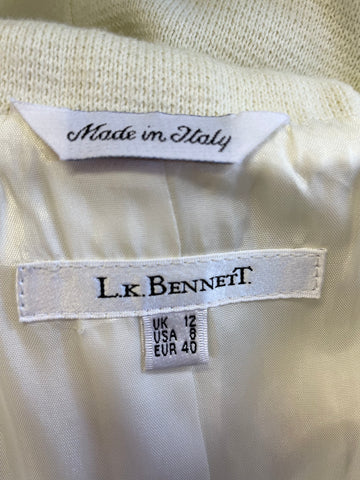 Made in Italy
L.K.BENNETT.
UK 12
USA 8
EUR 40